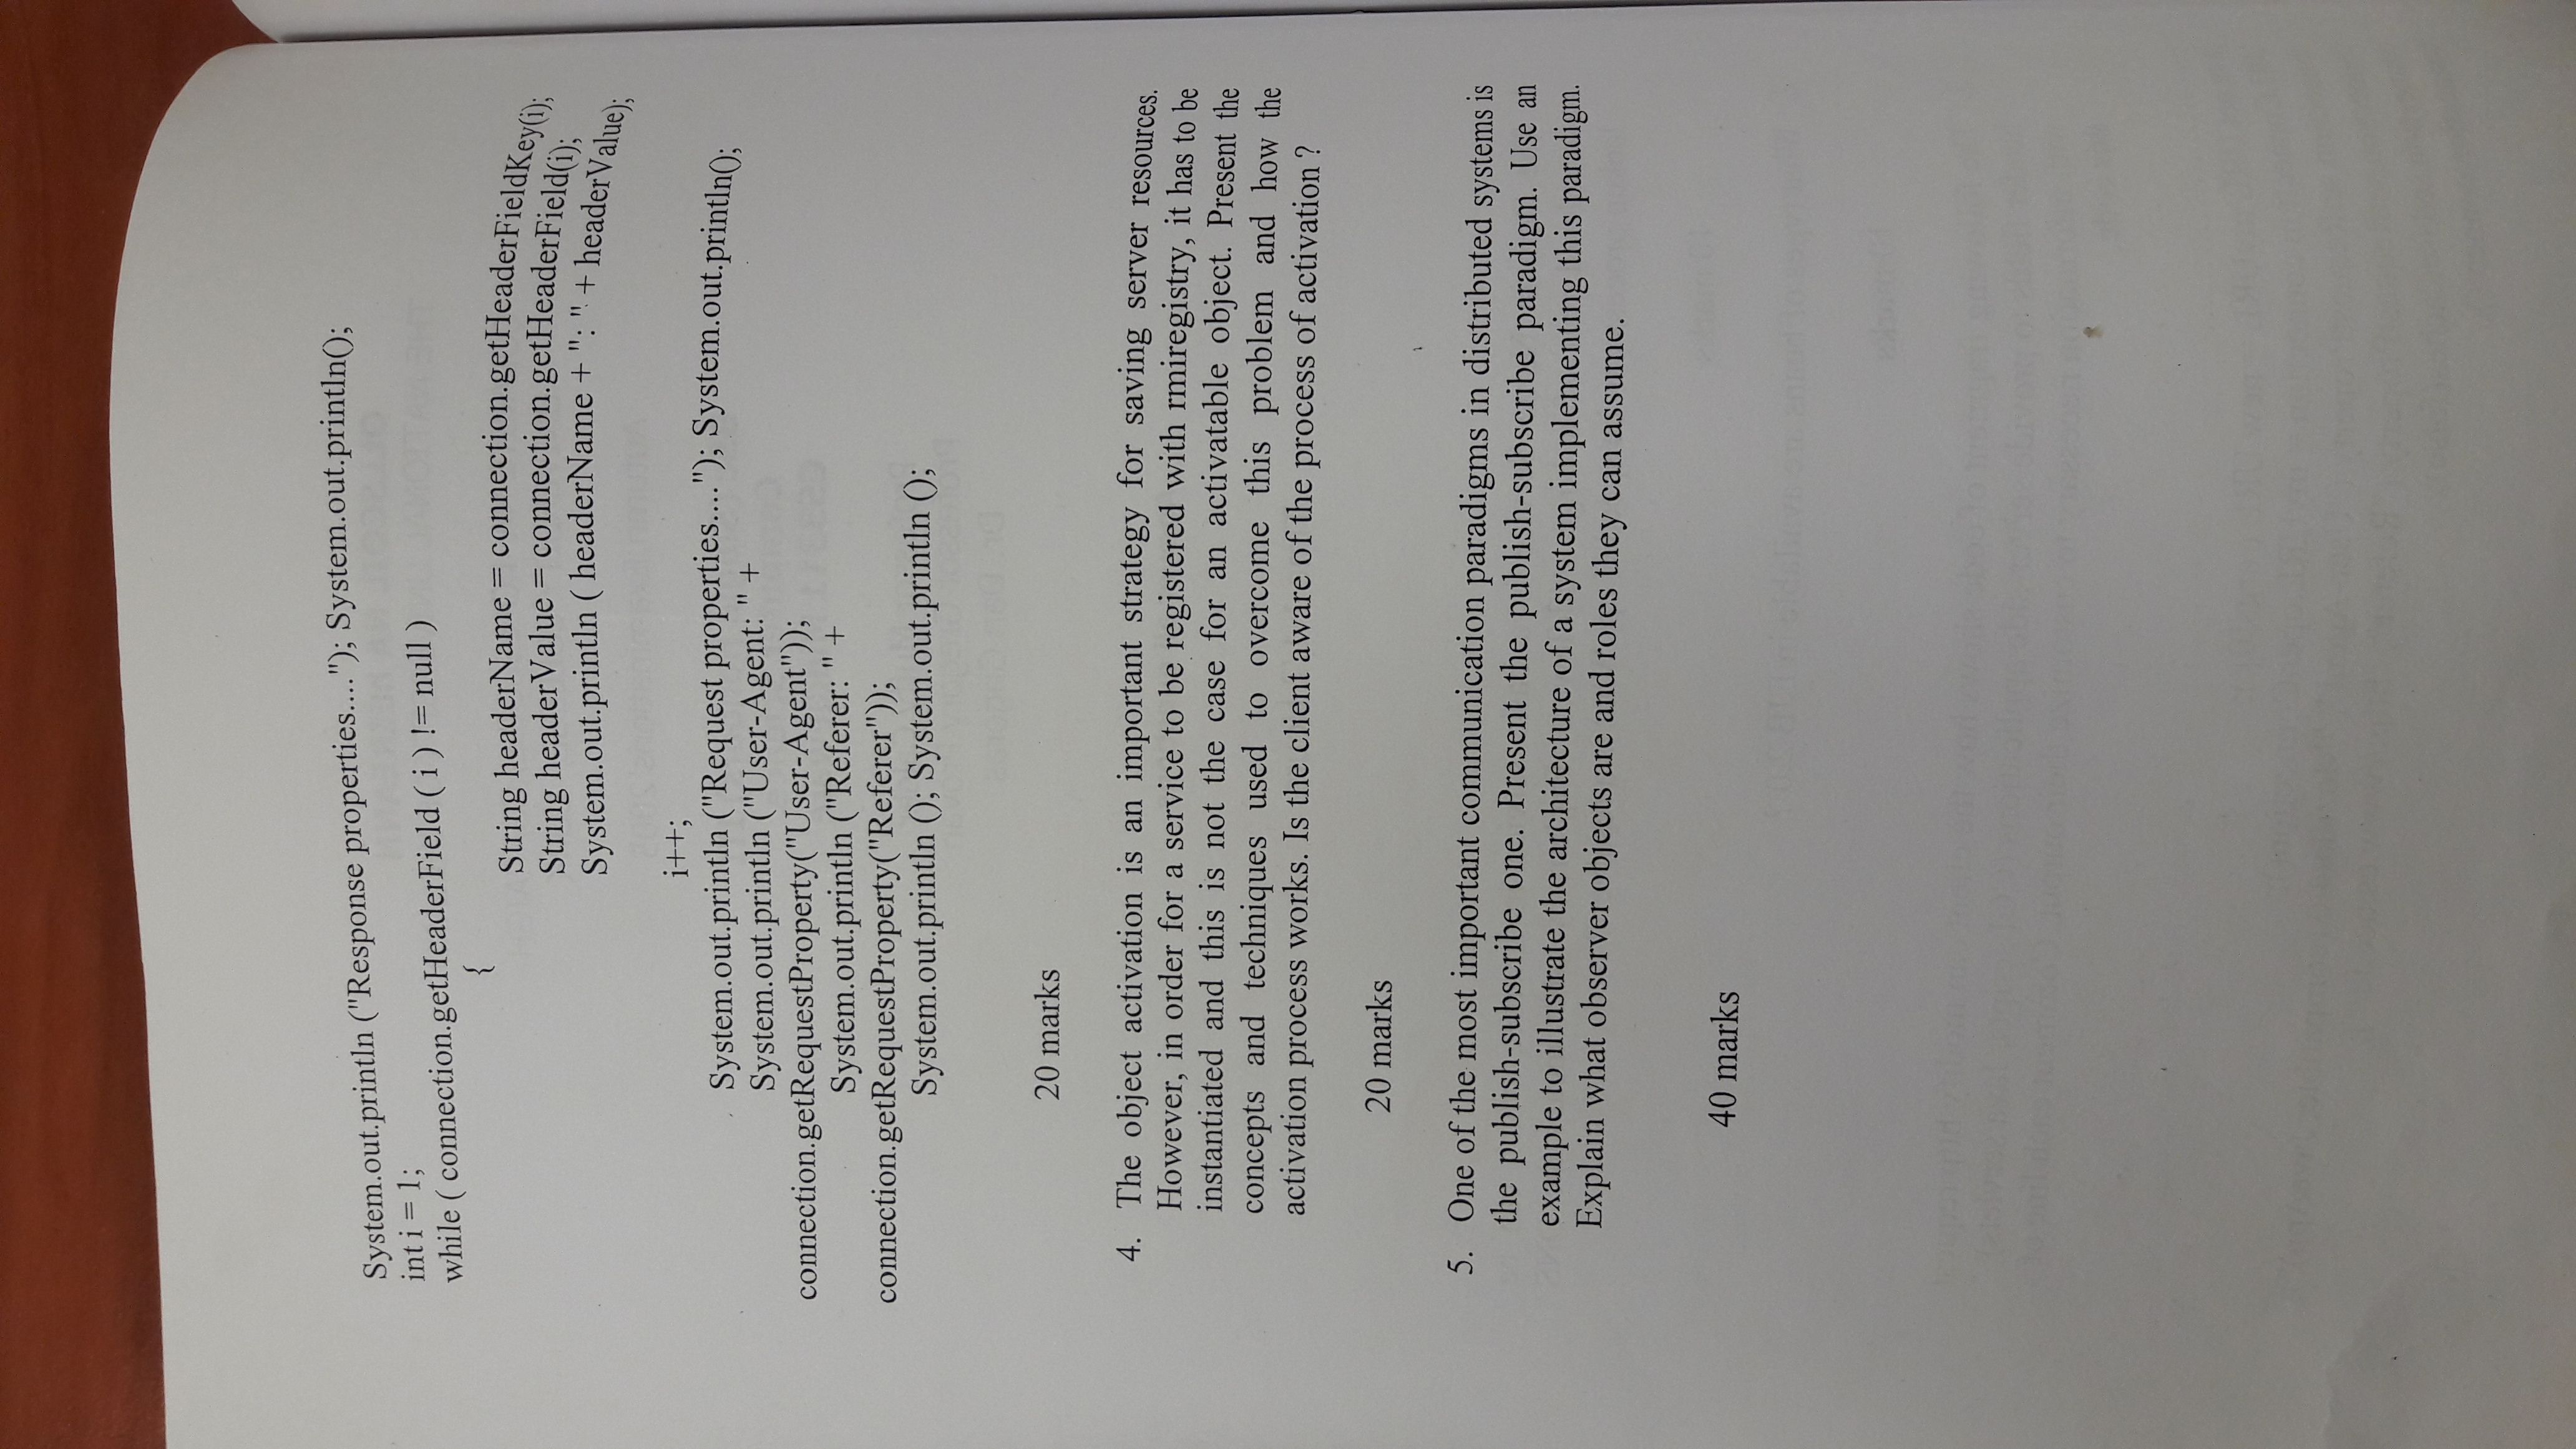 System.out.println ("Response properties...."); System.out.println();
int i = 1;
while ( connection.getHeaderField ( i ) != null )
{
String headerName = connection.getHeaderFieldKey(i);
String headerValue = connection.getHeaderField(i);
System.out.println ( headerName + ": " + headerValue);
i++;
System.out.println ("Request properties...."); System.out.println();
System.out.println ("User-Agent: " +
connection.getRequestProperty("User-Agent"));
System.out.println ("Referer: " +
connection.getRequestProperty("Referer"));
System.out.println (); System.out.println ();
20 marks
4. The object activation is an important strategy for saving server resources.
However, in order for a service to be registered with rmiregistry, it has to be
instantiated and this is not the case for an activatable object. Present the
concepts and techniques used to overcome this problem and how the
activation process works. Is the client aware of the process of activation ?
20 marks
5. One of the most important communication paradigms in distributed systems is
the publish-subscribe one. Present the publish-subscribe paradigm. Use an
example to illustrate the architecture of a system implementing this paradigm.
Explain what observer objects are and roles they can assume.
40 marks